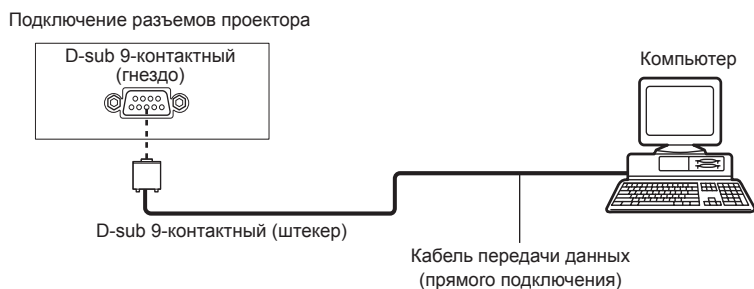 Подключение разъемов проектора
D-sub 9-контактный
(гнездо)
Компьютер
D-sub 9-контактный (штекер)
Кабель передачи данных
(прямого подключения)